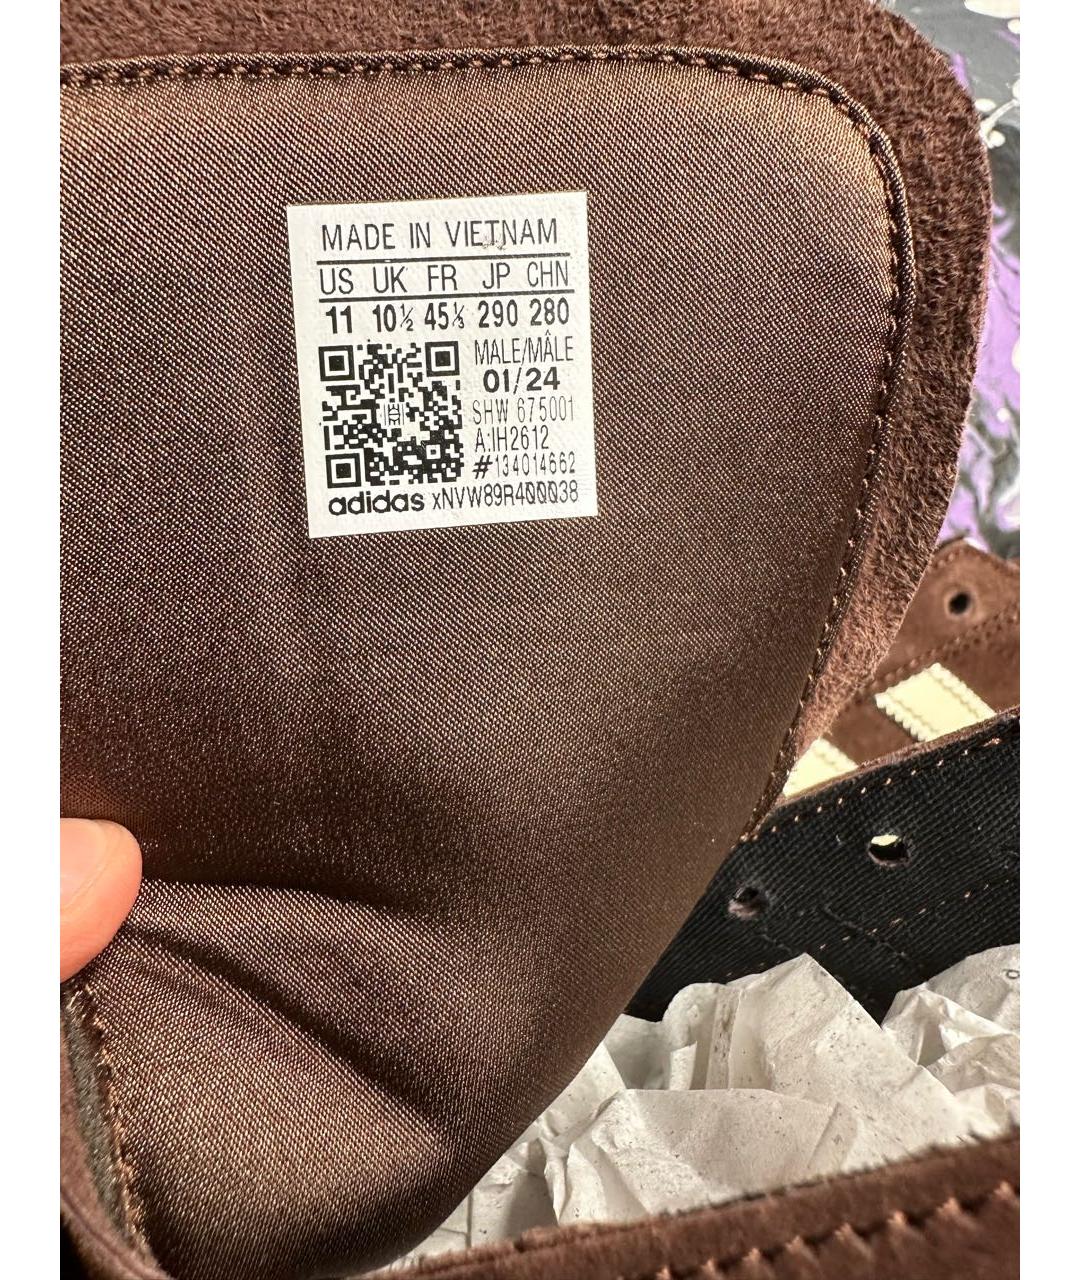 MADE IN VIETNAM
US UK FR JP CHN
11 10½ 45⅓ 290 280
MALE/MÂLE
01/24
SHW 675001
A:IH2612
#134014662
adidas xNVW89R400038